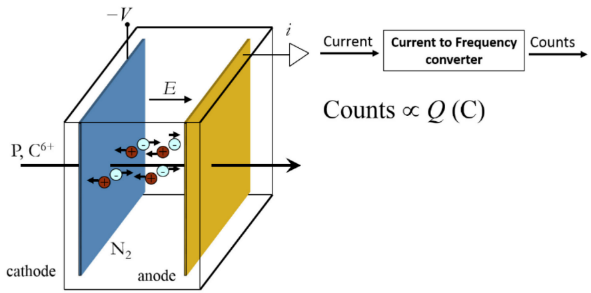 −V
i
Current
Current to Frequency
converter
Counts
E
Counts ∝ Q (C)
P, C⁶⁺
+ - + -
+ - + -
N₂
cathode
anode